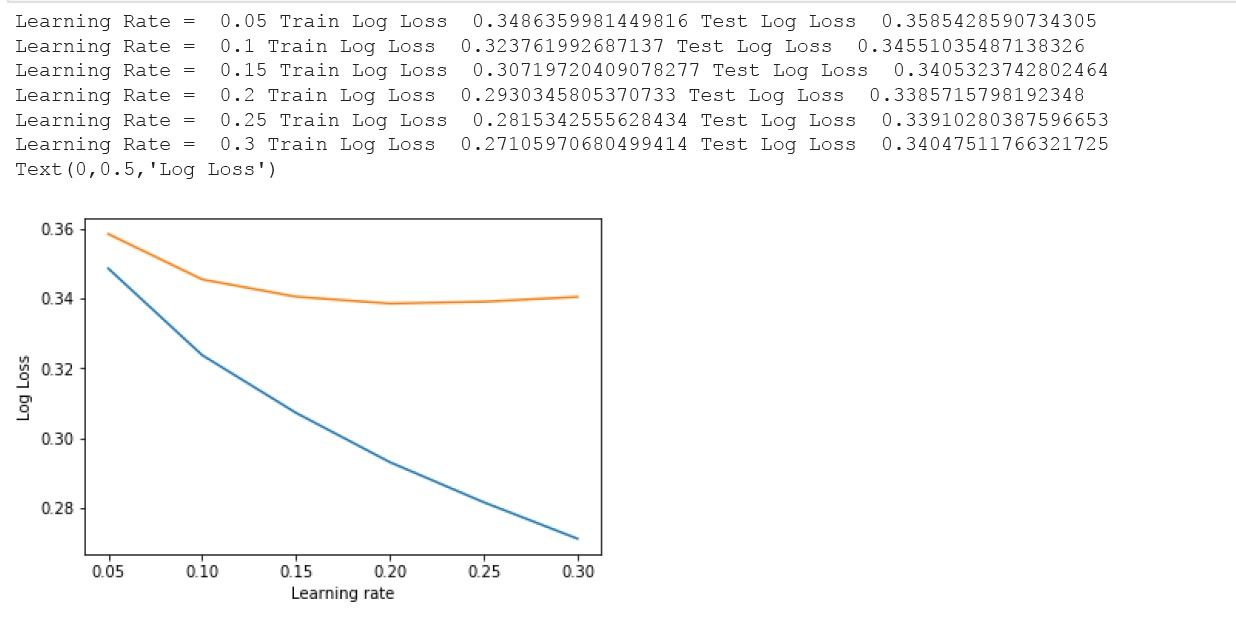 Learning Rate =  0.05 Train Log Loss  0.3486359981449816 Test Log Loss  0.3585428590734305
Learning Rate =  0.1 Train Log Loss  0.323761992687137 Test Log Loss  0.34551035487138326
Learning Rate =  0.15 Train Log Loss  0.30719720409078277 Test Log Loss  0.3405323742802464
Learning Rate =  0.2 Train Log Loss  0.2930345805370733 Test Log Loss  0.3385715798192348
Learning Rate =  0.25 Train Log Loss  0.2815342555628434 Test Log Loss  0.33910280387596653
Learning Rate =  0.3 Train Log Loss  0.27105970680499414 Test Log Loss  0.34047511766321725
Text(0,0.5,'Log Loss')
0.36
0.34
0.32
0.30
0.28
Log Loss
0.05 0.10 0.15 0.20 0.25 0.30
Learning rate